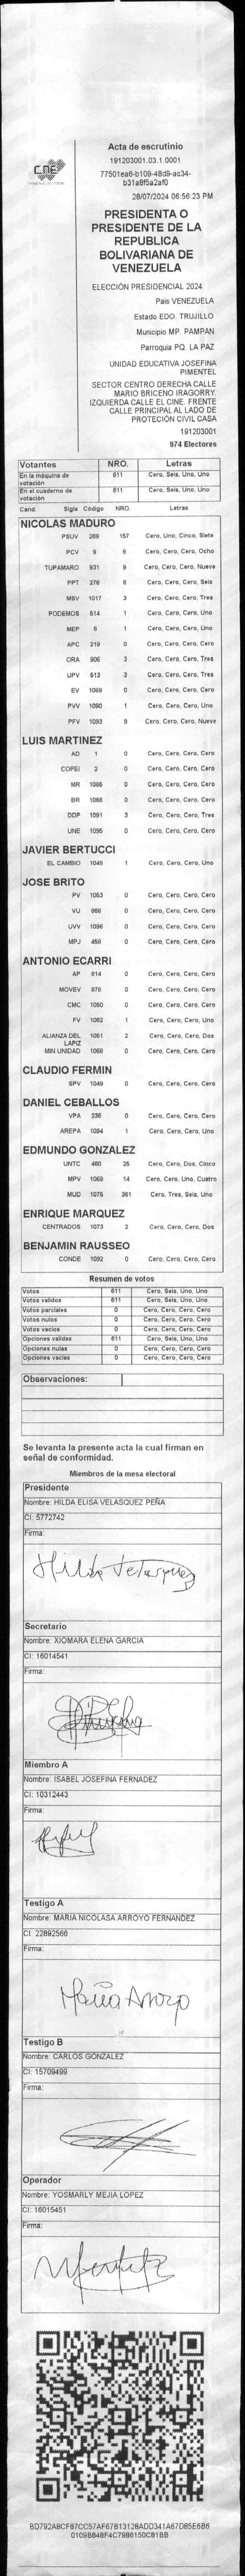 CNE
Acta de escrutinio
191203001.03.1.0001
77501ea6-b109-48d9-ac34-
b31a8f5a2af0
28/07/2024 06:56:23 PM
PRESIDENTA O
PRESIDENTE DE LA
REPUBLICA
BOLIVARIANA DE
VENEZUELA
ELECCIÓN PRESIDENCIAL 2024
Pais VENEZUELA
Estado EDO. TRUJILLO
Municipio MP. PAMPAN
Parroquia PQ. LA PAZ
UNIDAD EDUCATIVA JOSEFINA
PIMENTEL
SECTOR CENTRO DERECHA CALLE
MARIO BRICENO IRAGORRY.
IZQUIERDA CALLE EL CINE. FRENTE
CALLE PRINCIPAL AL LADO DE
PROTECIÓN CIVIL CASA
191203001
974 Electores
Votantes NRO. Letras
En la máquina de votación 611 Cero, Seis, Uno, Uno
En el cuaderno de votación 611 Cero, Seis, Uno, Uno
Cand. Sigla Código NRO. Letras
NICOLAS MADURO
PSUV 269 157 Cero, Uno, Cinco, Siete
PCV 9 8 Cero, Cero, Cero, Ocho
TUPAMARO 931 9 Cero, Cero, Cero, Nueve
PPT 276 6 Cero, Cero, Cero, Seis
MSV 1017 3 Cero, Cero, Cero, Tres
PODEMOS 514 1 Cero, Cero, Cero, Uno
MEP 6 1 Cero, Cero, Cero, Uno
APC 219 0 Cero, Cero, Cero, Cero
ORA 905 3 Cero, Cero, Cero, Tres
UPV 513 3 Cero, Cero, Cero, Tres
EV 1089 0 Cero, Cero, Cero, Cero
PVV 1090 1 Cero, Cero, Cero, Uno
PFV 1093 9 Cero, Cero, Cero, Nueve
LUIS MARTINEZ
AD 1 0 Cero, Cero, Cero, Cero
COPEI 2 0 Cero, Cero, Cero, Cero
MR 1065 0 Cero, Cero, Cero, Cero
BR 1066 0 Cero, Cero, Cero, Cero
DDP 1091 3 Cero, Cero, Cero, Tres
UNE 1095 0 Cero, Cero, Cero, Cero
JAVIER BERTUCCI
EL CAMBIO 1048 1 Cero, Cero, Cero, Uno
JOSE BRITO
PV 1053 0 Cero, Cero, Cero, Cero
VU 868 0 Cero, Cero, Cero, Cero
UVV 1096 0 Cero, Cero, Cero, Cero
MPJ 458 0 Cero, Cero, Cero, Cero
ANTONIO ECARRI
AP 814 0 Cero, Cero, Cero, Cero
MOVEV 979 0 Cero, Cero, Cero, Cero
CMC 1050 0 Cero, Cero, Cero, Cero
FV 1062 1 Cero, Cero, Cero, Uno
ALIANZA DEL LAPIZ 1051 2 Cero, Cero, Cero, Dos
MIN UNIDAD 1068 0 Cero, Cero, Cero, Cero
CLAUDIO FERMIN
SPV 1049 0 Cero, Cero, Cero, Cero
DANIEL CEBALLOS
VPA 236 0 Cero, Cero, Cero, Cero
AREPA 1094 1 Cero, Cero, Cero, Uno
EDMUNDO GONZALEZ
UNTC 460 25 Cero, Cero, Dos, Cinco
MPV 1069 14 Cero, Cero, Uno, Cuatro
MUD 1075 361 Cero, Tres, Seis, Uno
ENRIQUE MARQUEZ
CENTRADOS 1073 2 Cero, Cero, Cero, Dos
BENJAMIN RAUSSEO
CONDE 1092 0 Cero, Cero, Cero, Cero
Resumen de votos
Votos 611 Cero, Seis, Uno, Uno
Votos validos 611 Cero, Seis, Uno, Uno
Votos parciales 0 Cero, Cero, Cero, Cero
Votos nulos 0 Cero, Cero, Cero, Cero
Votos vacios 0 Cero, Cero, Cero, Cero
Opciones validas 611 Cero, Seis, Uno, Uno
Opciones nulas 0 Cero, Cero, Cero, Cero
Opciones vacias 0 Cero, Cero, Cero, Cero
Observaciones:
Se levanta la presente acta la cual firman en
señal de conformidad.
Miembros de la mesa electoral
Presidente
Nombre: HILDA ELISA VELASQUEZ PEÑA
CI: 5772742
Firma:
Hilda Velasquez
Secretario
Nombre: XIOMARA ELENA GARCIA
CI: 16014541
Firma:
Miembro A
Nombre: ISABEL JOSEFINA FERNADEZ
CI: 10312443
Firma:
Testigo A
Nombre: MARIA NICOLASA ARROYO FERNANDEZ
CI: 22892566
Firma:
Maria Arroyo
Testigo B
Nombre: CARLOS GONZALEZ
CI: 15709499
Firma:
Operador
Nombre: YOSMARLY MEJIA LOPEZ
CI: 16015451
Firma:
BD792A8CF87CC57AF67B13128ADD341A67D85E6B6
0109B848F4C7986150C81BB